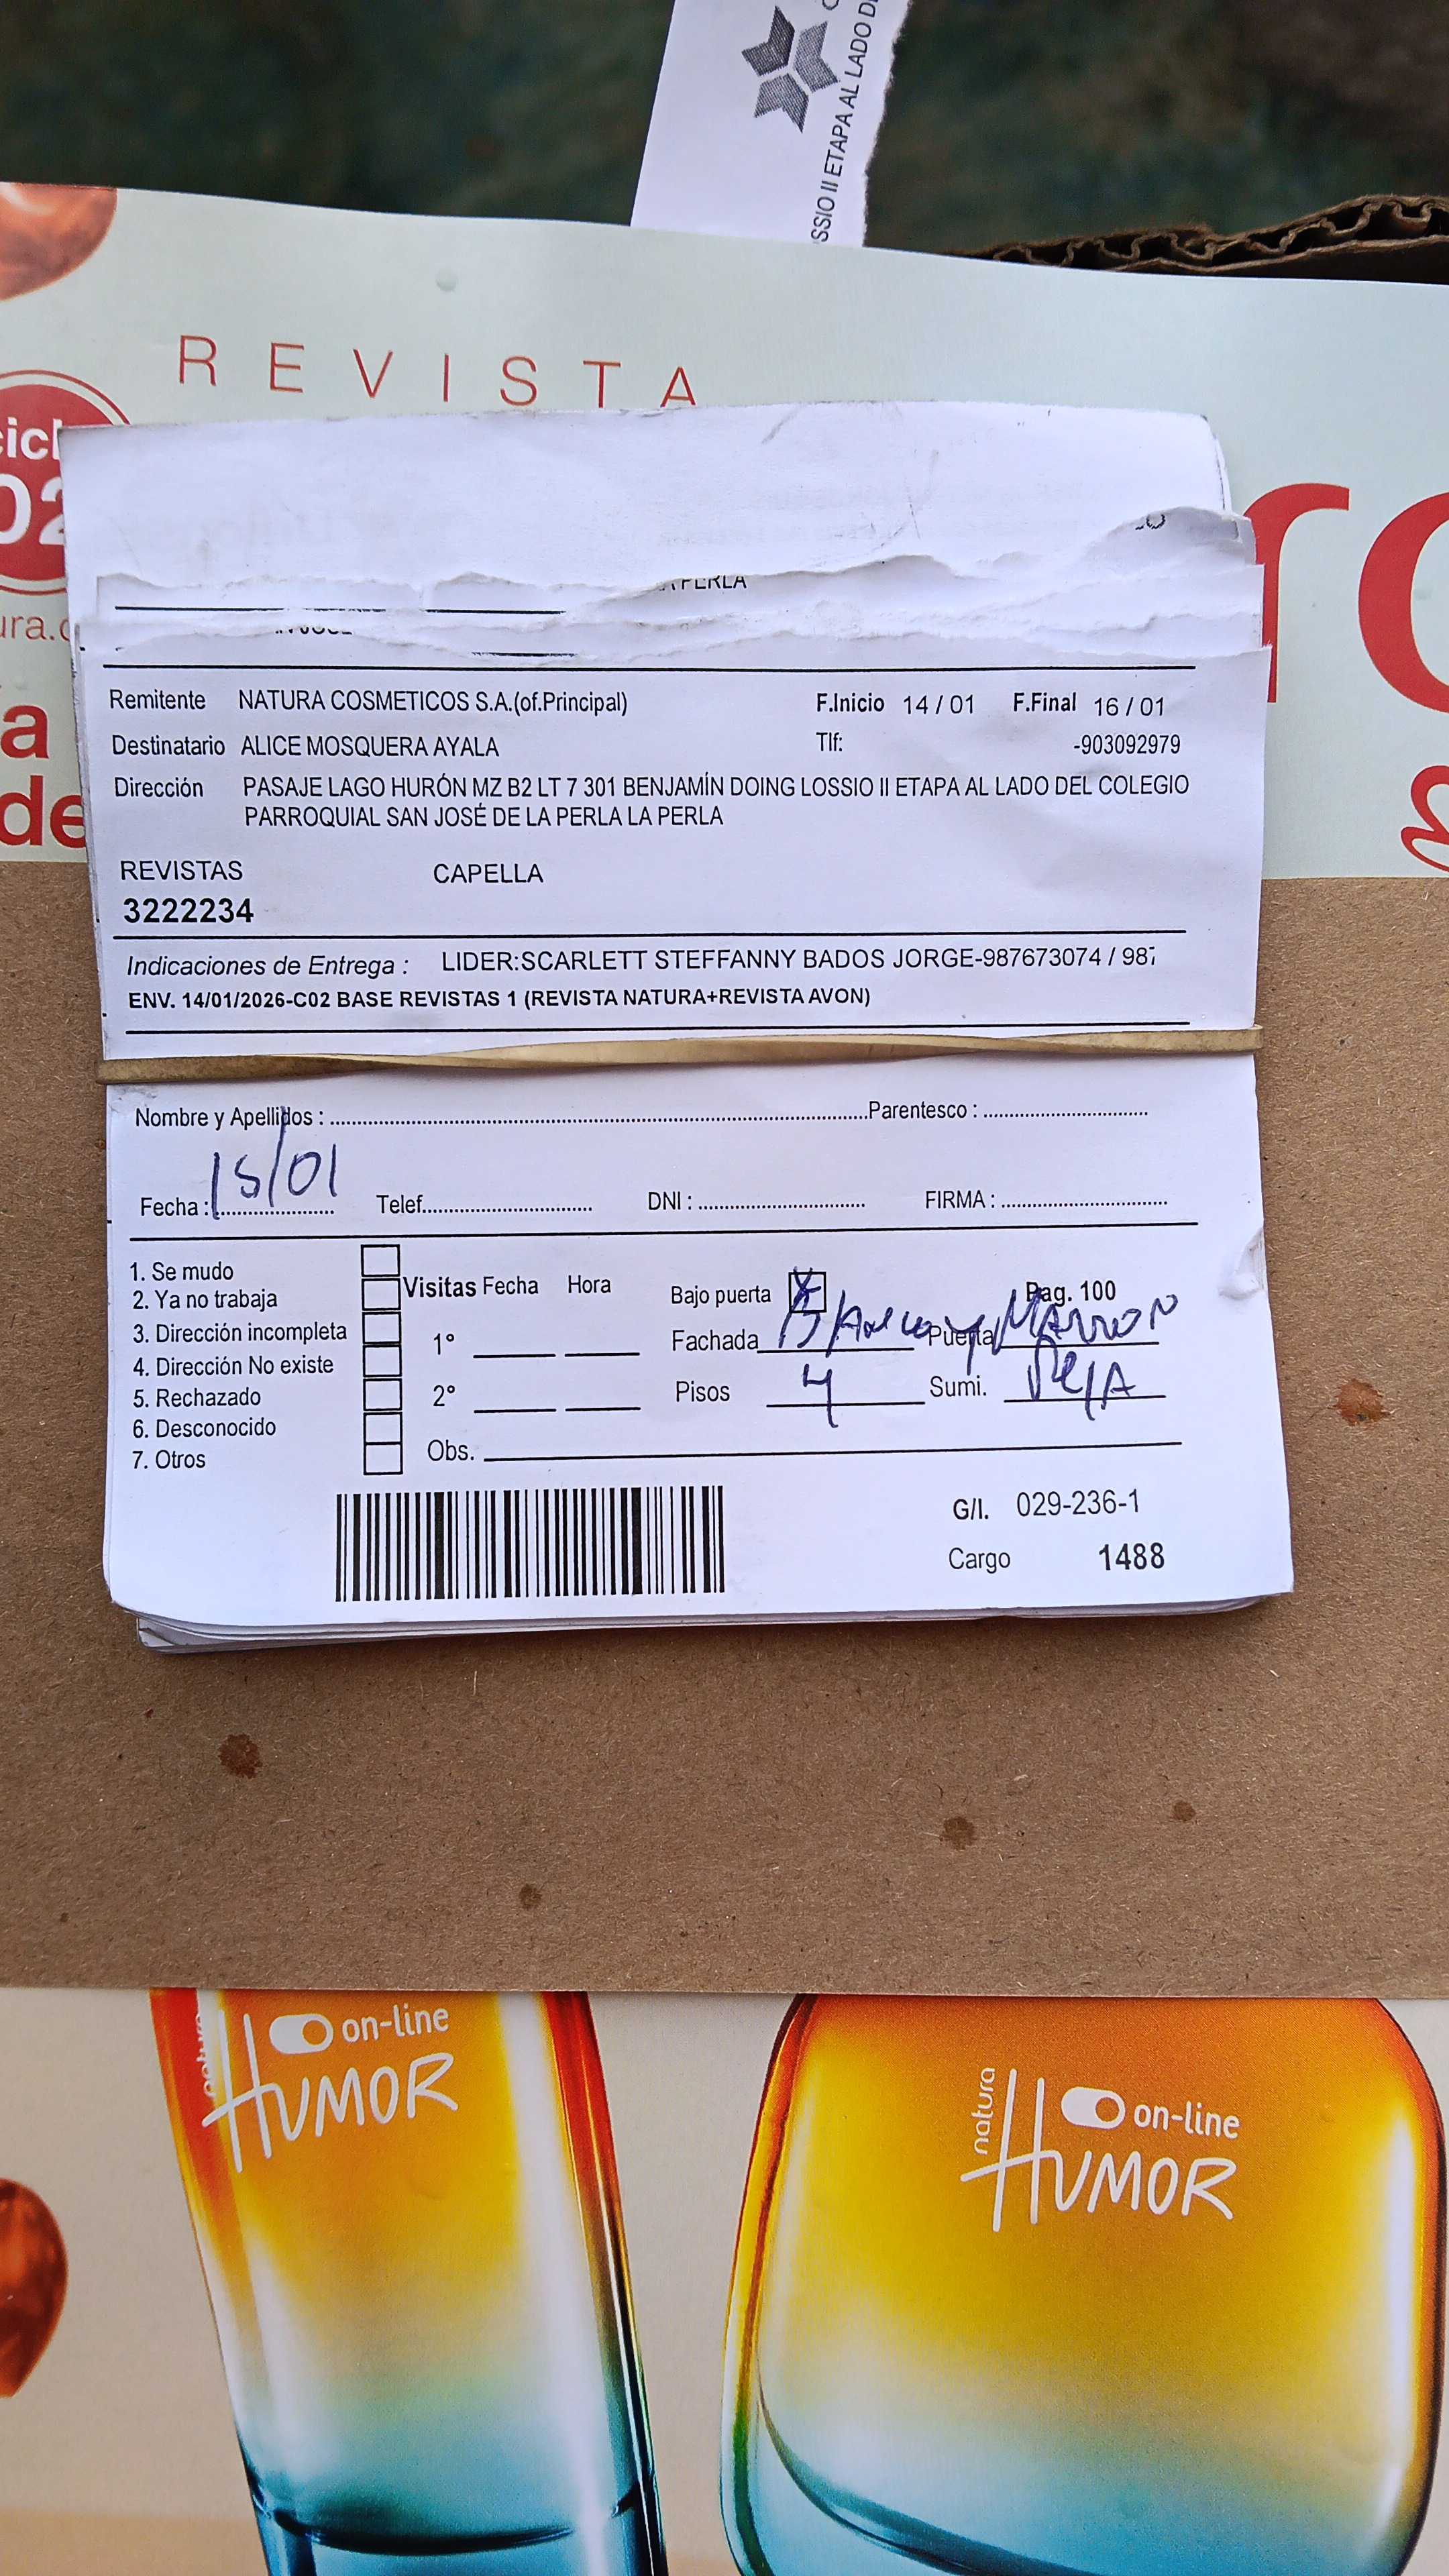 SSIO II ETAPA AL LADO D
REVISTA
cicl
02
ura.c
ro
a
de
A PERLA
Remitente NATURA COSMETICOS S.A.(of.Principal) F.Inicio 14 / 01 F.Final 16 / 01
Destinatario ALICE MOSQUERA AYALA Tlf: -903092979
Dirección PASAJE LAGO HURÓN MZ B2 LT 7 301 BENJAMÍN DOING LOSSIO II ETAPA AL LADO DEL COLEGIO
PARROQUIAL SAN JOSÉ DE LA PERLA LA PERLA
REVISTAS CAPELLA
3222234
Indicaciones de Entrega : LIDER:SCARLETT STEFFANNY BADOS JORGE-987673074 / 987
ENV. 14/01/2026-C02 BASE REVISTAS 1 (REVISTA NATURA+REVISTA AVON)
Nombre y Apellidos : Parentesco :
Fecha : 15/01 Telef. DNI : FIRMA :
1. Se mudo
2. Ya no trabaja
3. Dirección incompleta
4. Dirección No existe
5. Rechazado
6. Desconocido
7. Otros
Visitas Fecha Hora
1°
2°
Obs.
Bajo puerta X Pag. 100
Fachada Blanco y Puerta Marron
Pisos 4 Sumi. Reja
G/I. 029-236-1
Cargo 1488
natura HUMOR on-line
natura HUMOR on-line